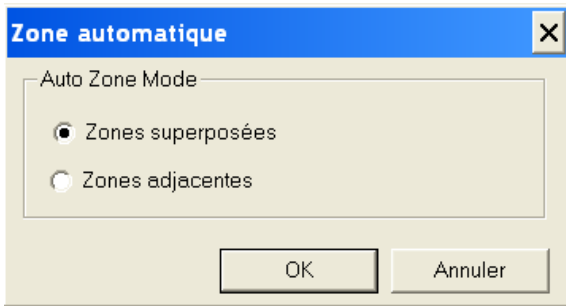 Zone automatique
Auto Zone Mode
Zones superposées
Zones adjacentes
OK Annuler